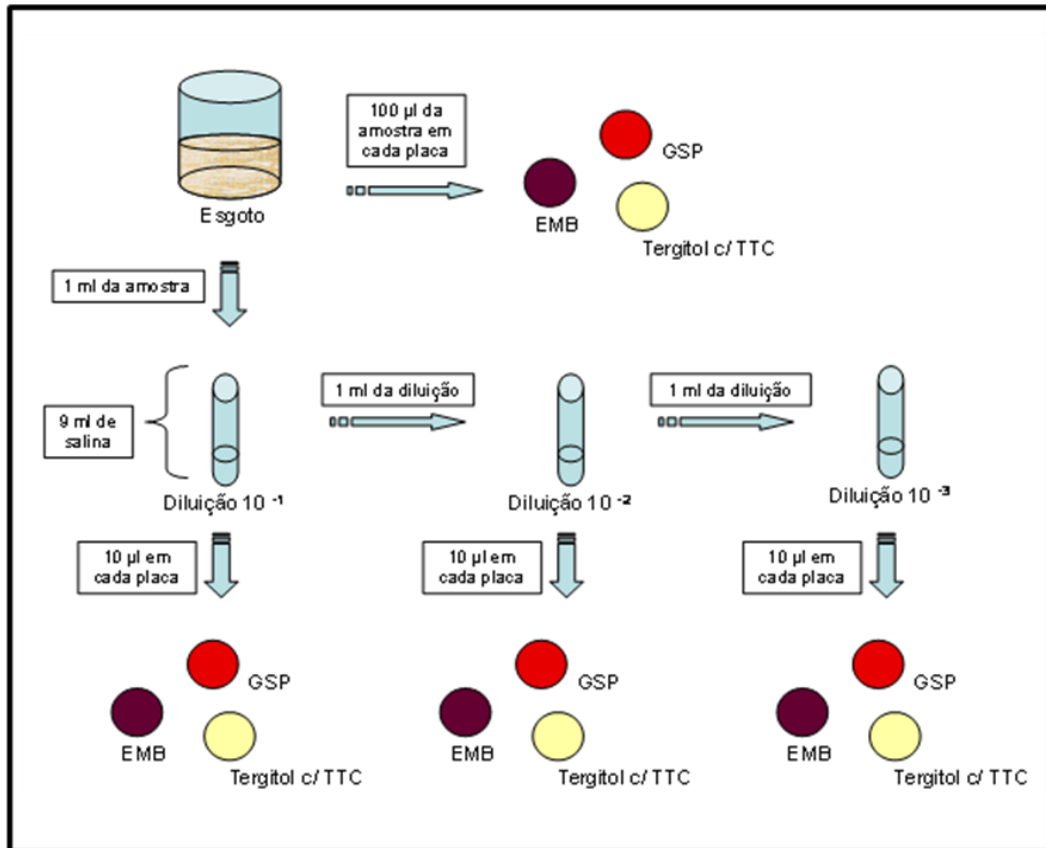 100 µl da
amostra em
cada placa
GSP
EMB
Tergitol c/ TTC
Esgoto
1 ml da amostra
9 ml de
salina
1 ml da diluição
1 ml da diluição
Diluição 10 -1
Diluição 10 -2
Diluição 10 -3
10 µl em
cada placa
10 µl em
cada placa
10 µl em
cada placa
GSP
EMB
Tergitol c/ TTC
GSP
EMB
Tergitol c/ TTC
GSP
EMB
Tergitol c/ TTC